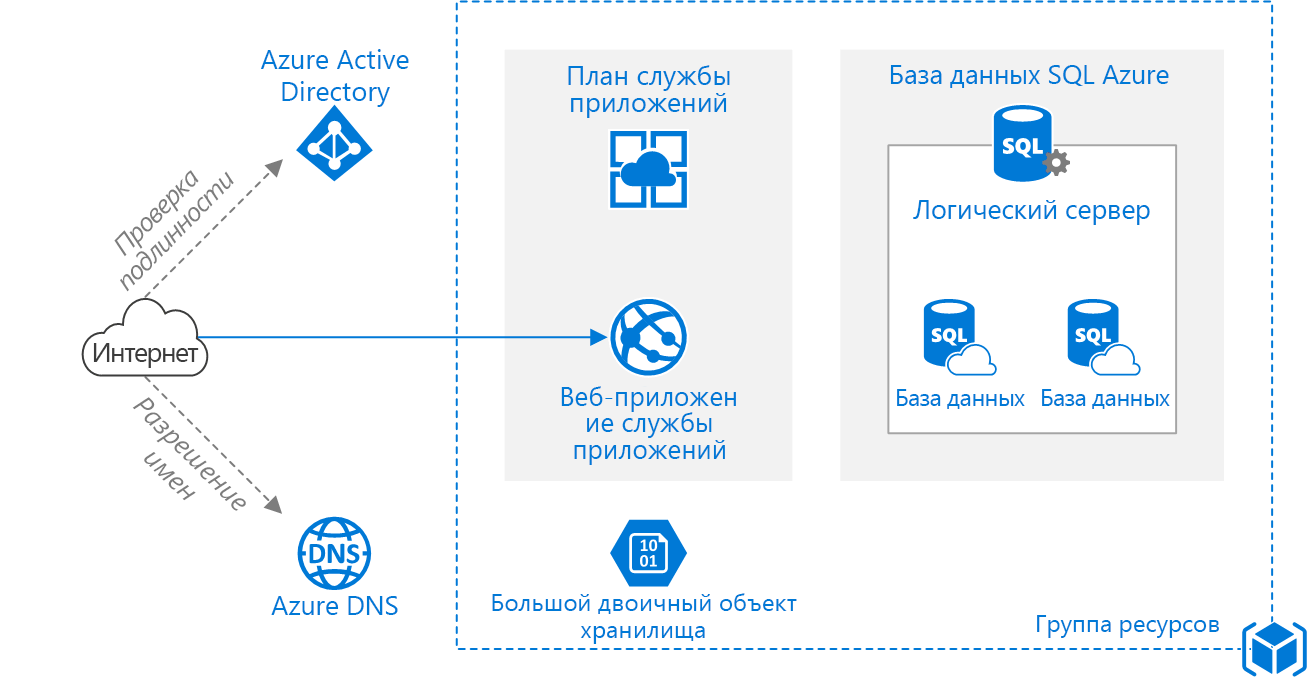 Azure Active
Directory
Проверка
подлинности
Интернет
Разрешение
имен
DNS
Azure DNS
План службы
приложений
Веб-приложен
ие службы
приложений
10
01
Большой двоичный объект
хранилища
База данных SQL Azure
SQL
Логический сервер
SQL
База данных
SQL
База данных
Группа ресурсов